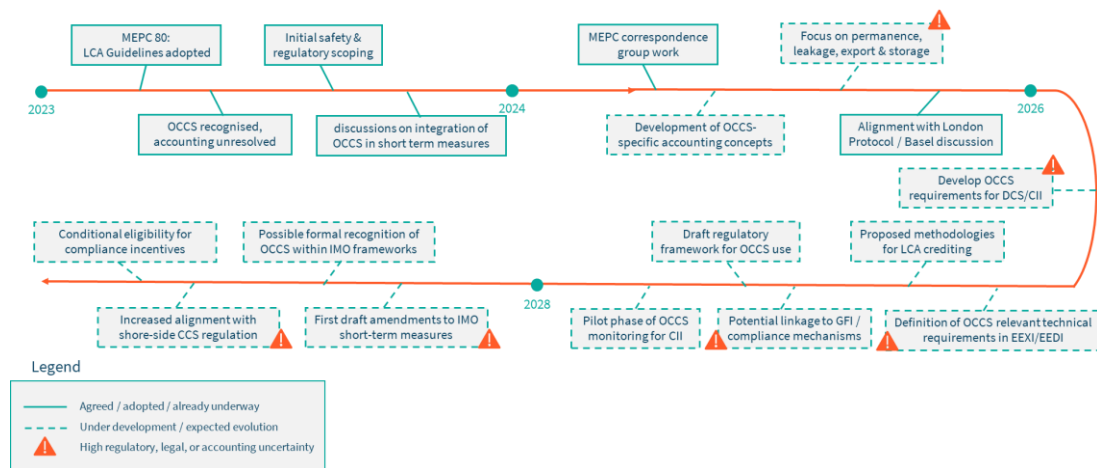 MEPC 80:
LCA Guidelines adopted
Initial safety &
regulatory scoping
MEPC correspondence
group work
Focus on permanence,
leakage, export & storage
2023
2024
2026
OCCS recognised,
accounting unresolved
discussions on integration of
OCCS in short term measures
Development of OCCS-
specific accounting concepts
Alignment with London
Protocol / Basel discussion
Develop OCCS
requirements for DCS/CII
Conditional eligibility for
compliance incentives
Possible formal recognition of
OCCS within IMO frameworks
Draft regulatory
framework for OCCS use
Proposed methodologies
for LCA crediting
2028
Increased alignment with
shore-side CCS regulation
First draft amendments to IMO
short-term measures
Pilot phase of OCCS
monitoring for CII
Potential linkage to GFI /
compliance mechanisms
Definition of OCCS relevant technical
requirements in EEXI/EEDI
Legend
Agreed / adopted / already underway
Under development / expected evolution
High regulatory, legal, or accounting uncertainty